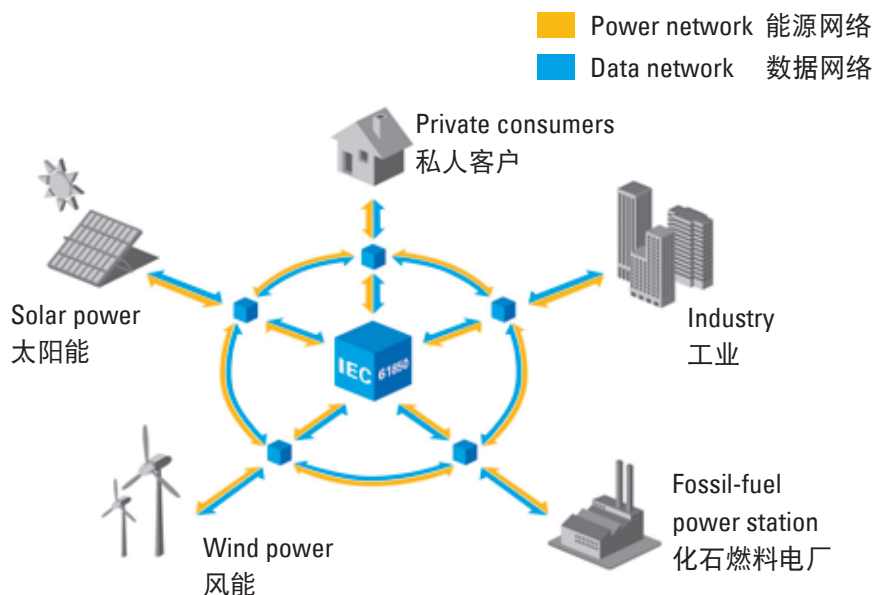 Power network 能源网络
Data network 数据网络
Private consumers
私人客户
Solar power
太阳能
Industry
工业
IEC 61850
Wind power
风能
Fossil-fuel
power station
化石燃料电厂